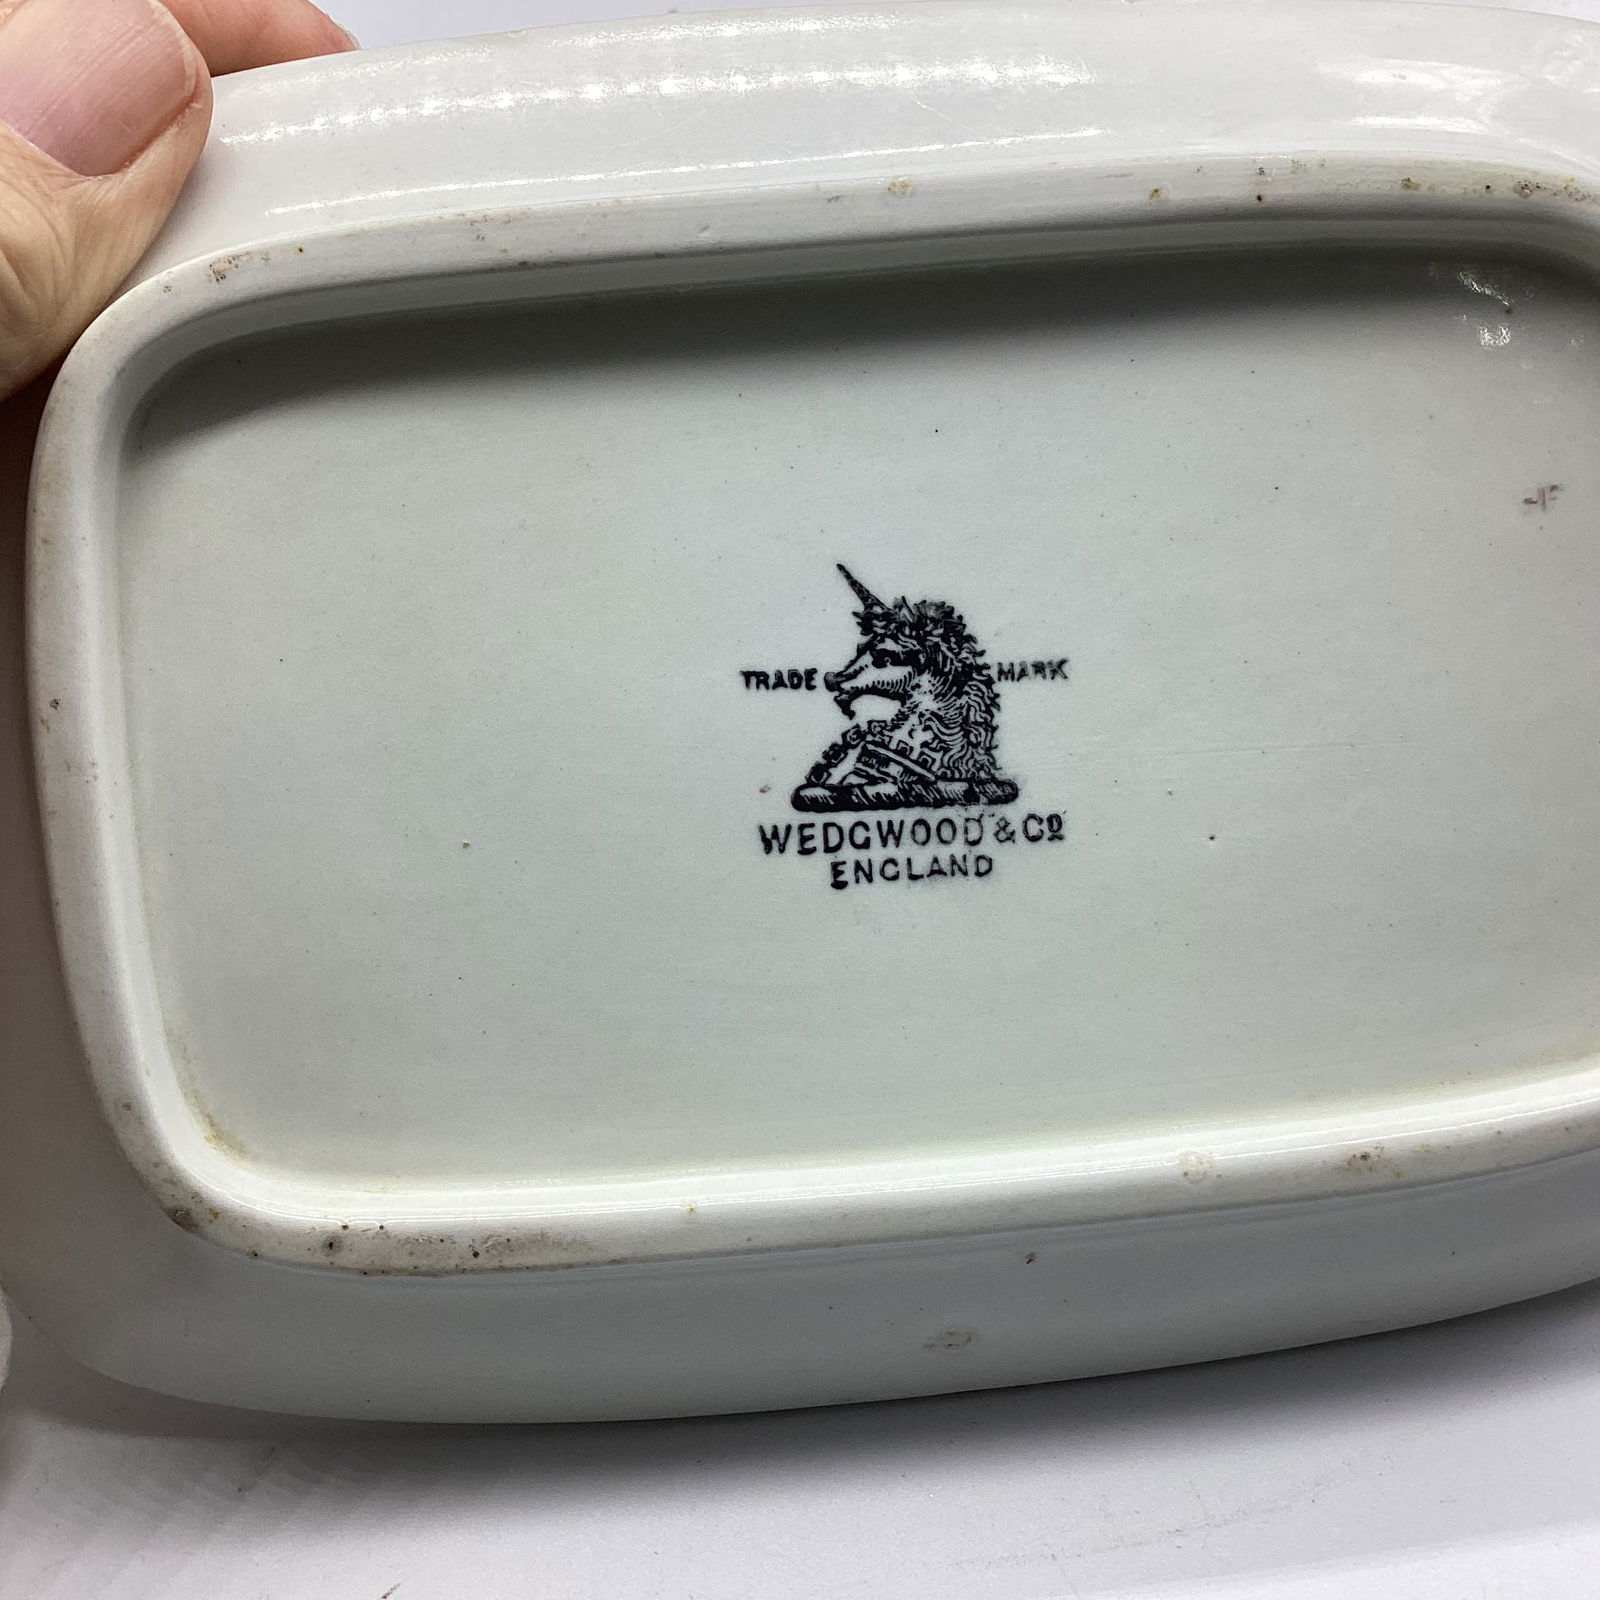 TRADE MARK
WEDGWOOD & Cº
ENGLAND